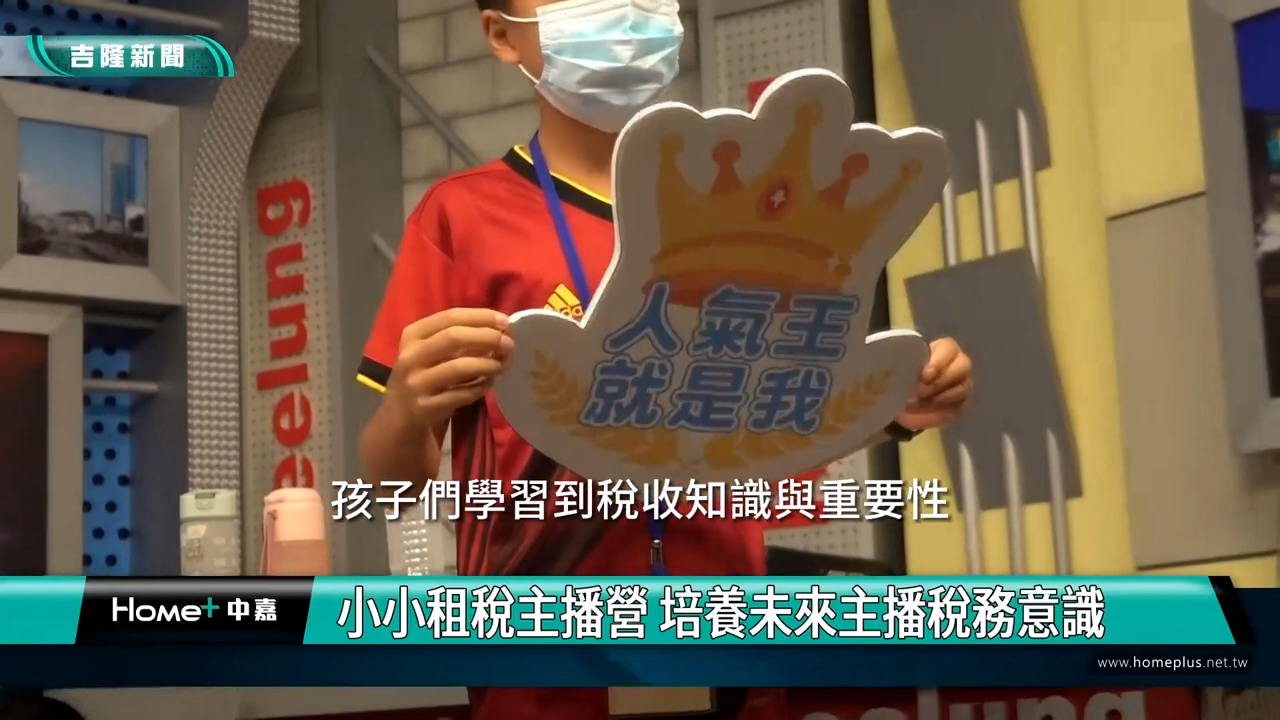 吉隆新聞
eelung
人氣王
就是我
孩子們學習到稅收知識與重要性
Home+ 中嘉
小小租稅主播營 培養未來主播稅務意識
www.homeplus.net.tw